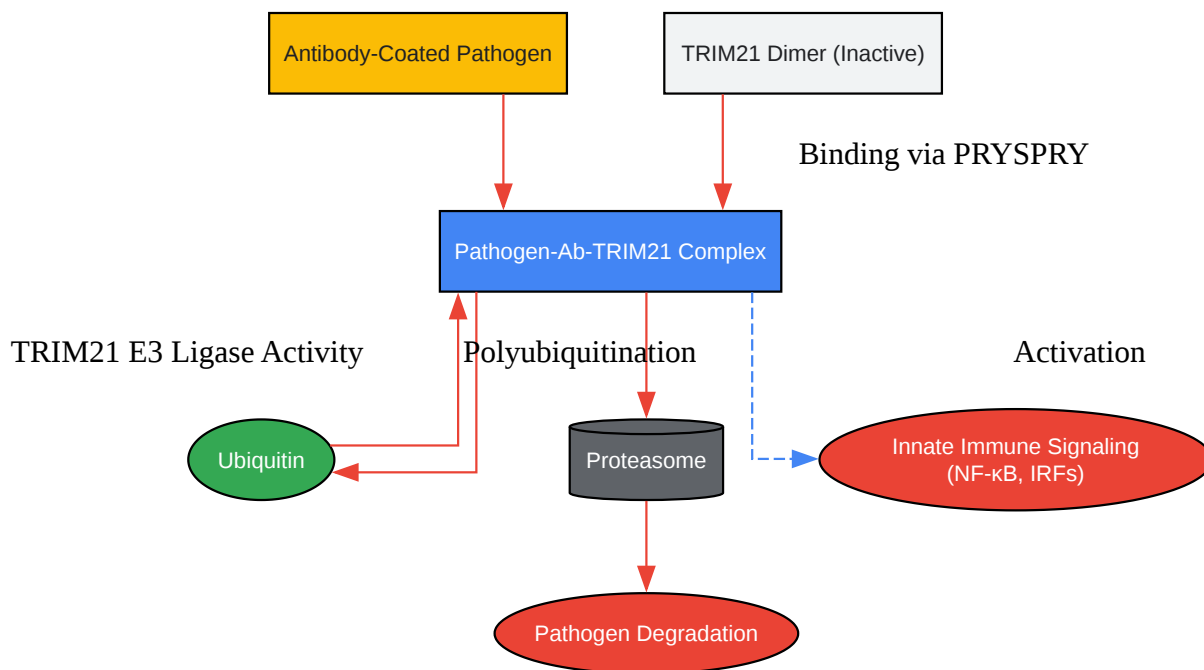 Antibody-Coated Pathogen
TRIM21 Dimer (Inactive)
Binding via PRYSPRY
Pathogen-Ab-TRIM21 Complex
TRIM21 E3 Ligase Activity
Polyubiquitination
Activation
Ubiquitin
Proteasome
Innate Immune Signaling
(NF-κB, IRFs)
Pathogen Degradation